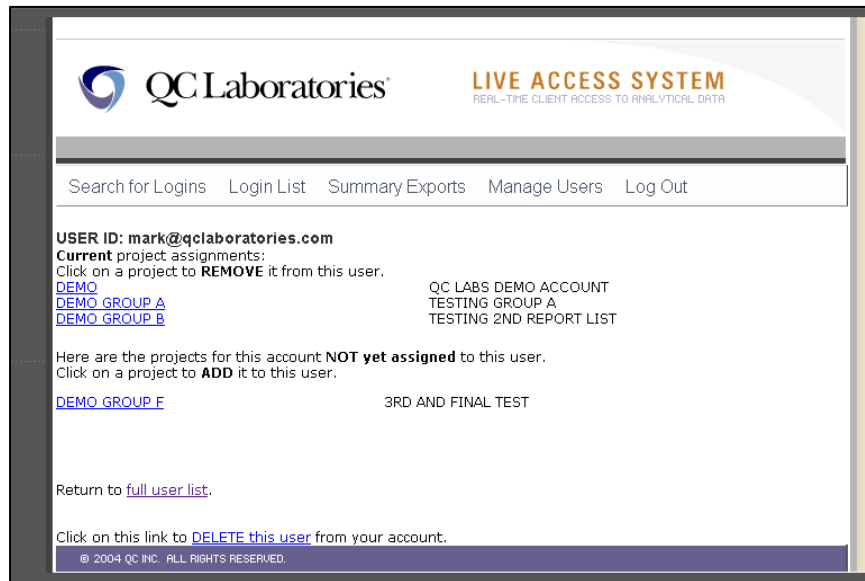 QC Laboratories
LIVE ACCESS SYSTEM
REAL-TIME CLIENT ACCESS TO ANALYTICAL DATA
Search for Logins Login List Summary Exports Manage Users Log Out
USER ID: mark@qclaboratories.com
Current project assignments:
Click on a project to REMOVE it from this user.
DEMO QC LABS DEMO ACCOUNT
DEMO GROUP A TESTING GROUP A
DEMO GROUP B TESTING 2ND REPORT LIST
Here are the projects for this account NOT yet assigned to this user.
Click on a project to ADD it to this user.
DEMO GROUP F 3RD AND FINAL TEST
Return to full user list.
Click on this link to DELETE this user from your account.
© 2004 QC INC. ALL RIGHTS RESERVED.